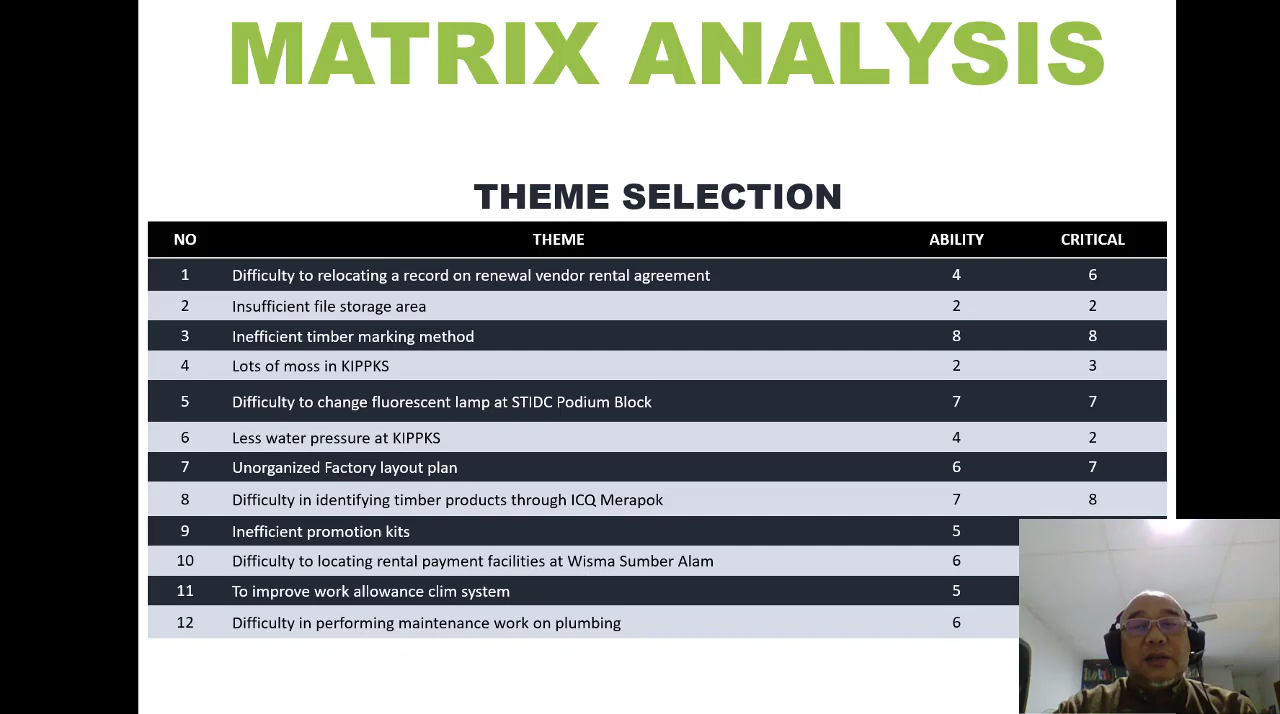 MATRIX ANALYSIS
THEME SELECTION
NO THEME ABILITY CRITICAL
1 Difficulty to relocating a record on renewal vendor rental agreement 4 6
2 Insufficient file storage area 2 2
3 Inefficient timber marking method 8 8
4 Lots of moss in KIPPKS 2 3
5 Difficulty to change fluorescent lamp at STIDC Podium Block 7 7
6 Less water pressure at KIPPKS 4 2
7 Unorganized Factory layout plan 6 7
8 Difficulty in identifying timber products through ICQ Merapok 7 8
9 Inefficient promotion kits 5
10 Difficulty to locating rental payment facilities at Wisma Sumber Alam 6
11 To improve work allowance clim system 5
12 Difficulty in performing maintenance work on plumbing 6